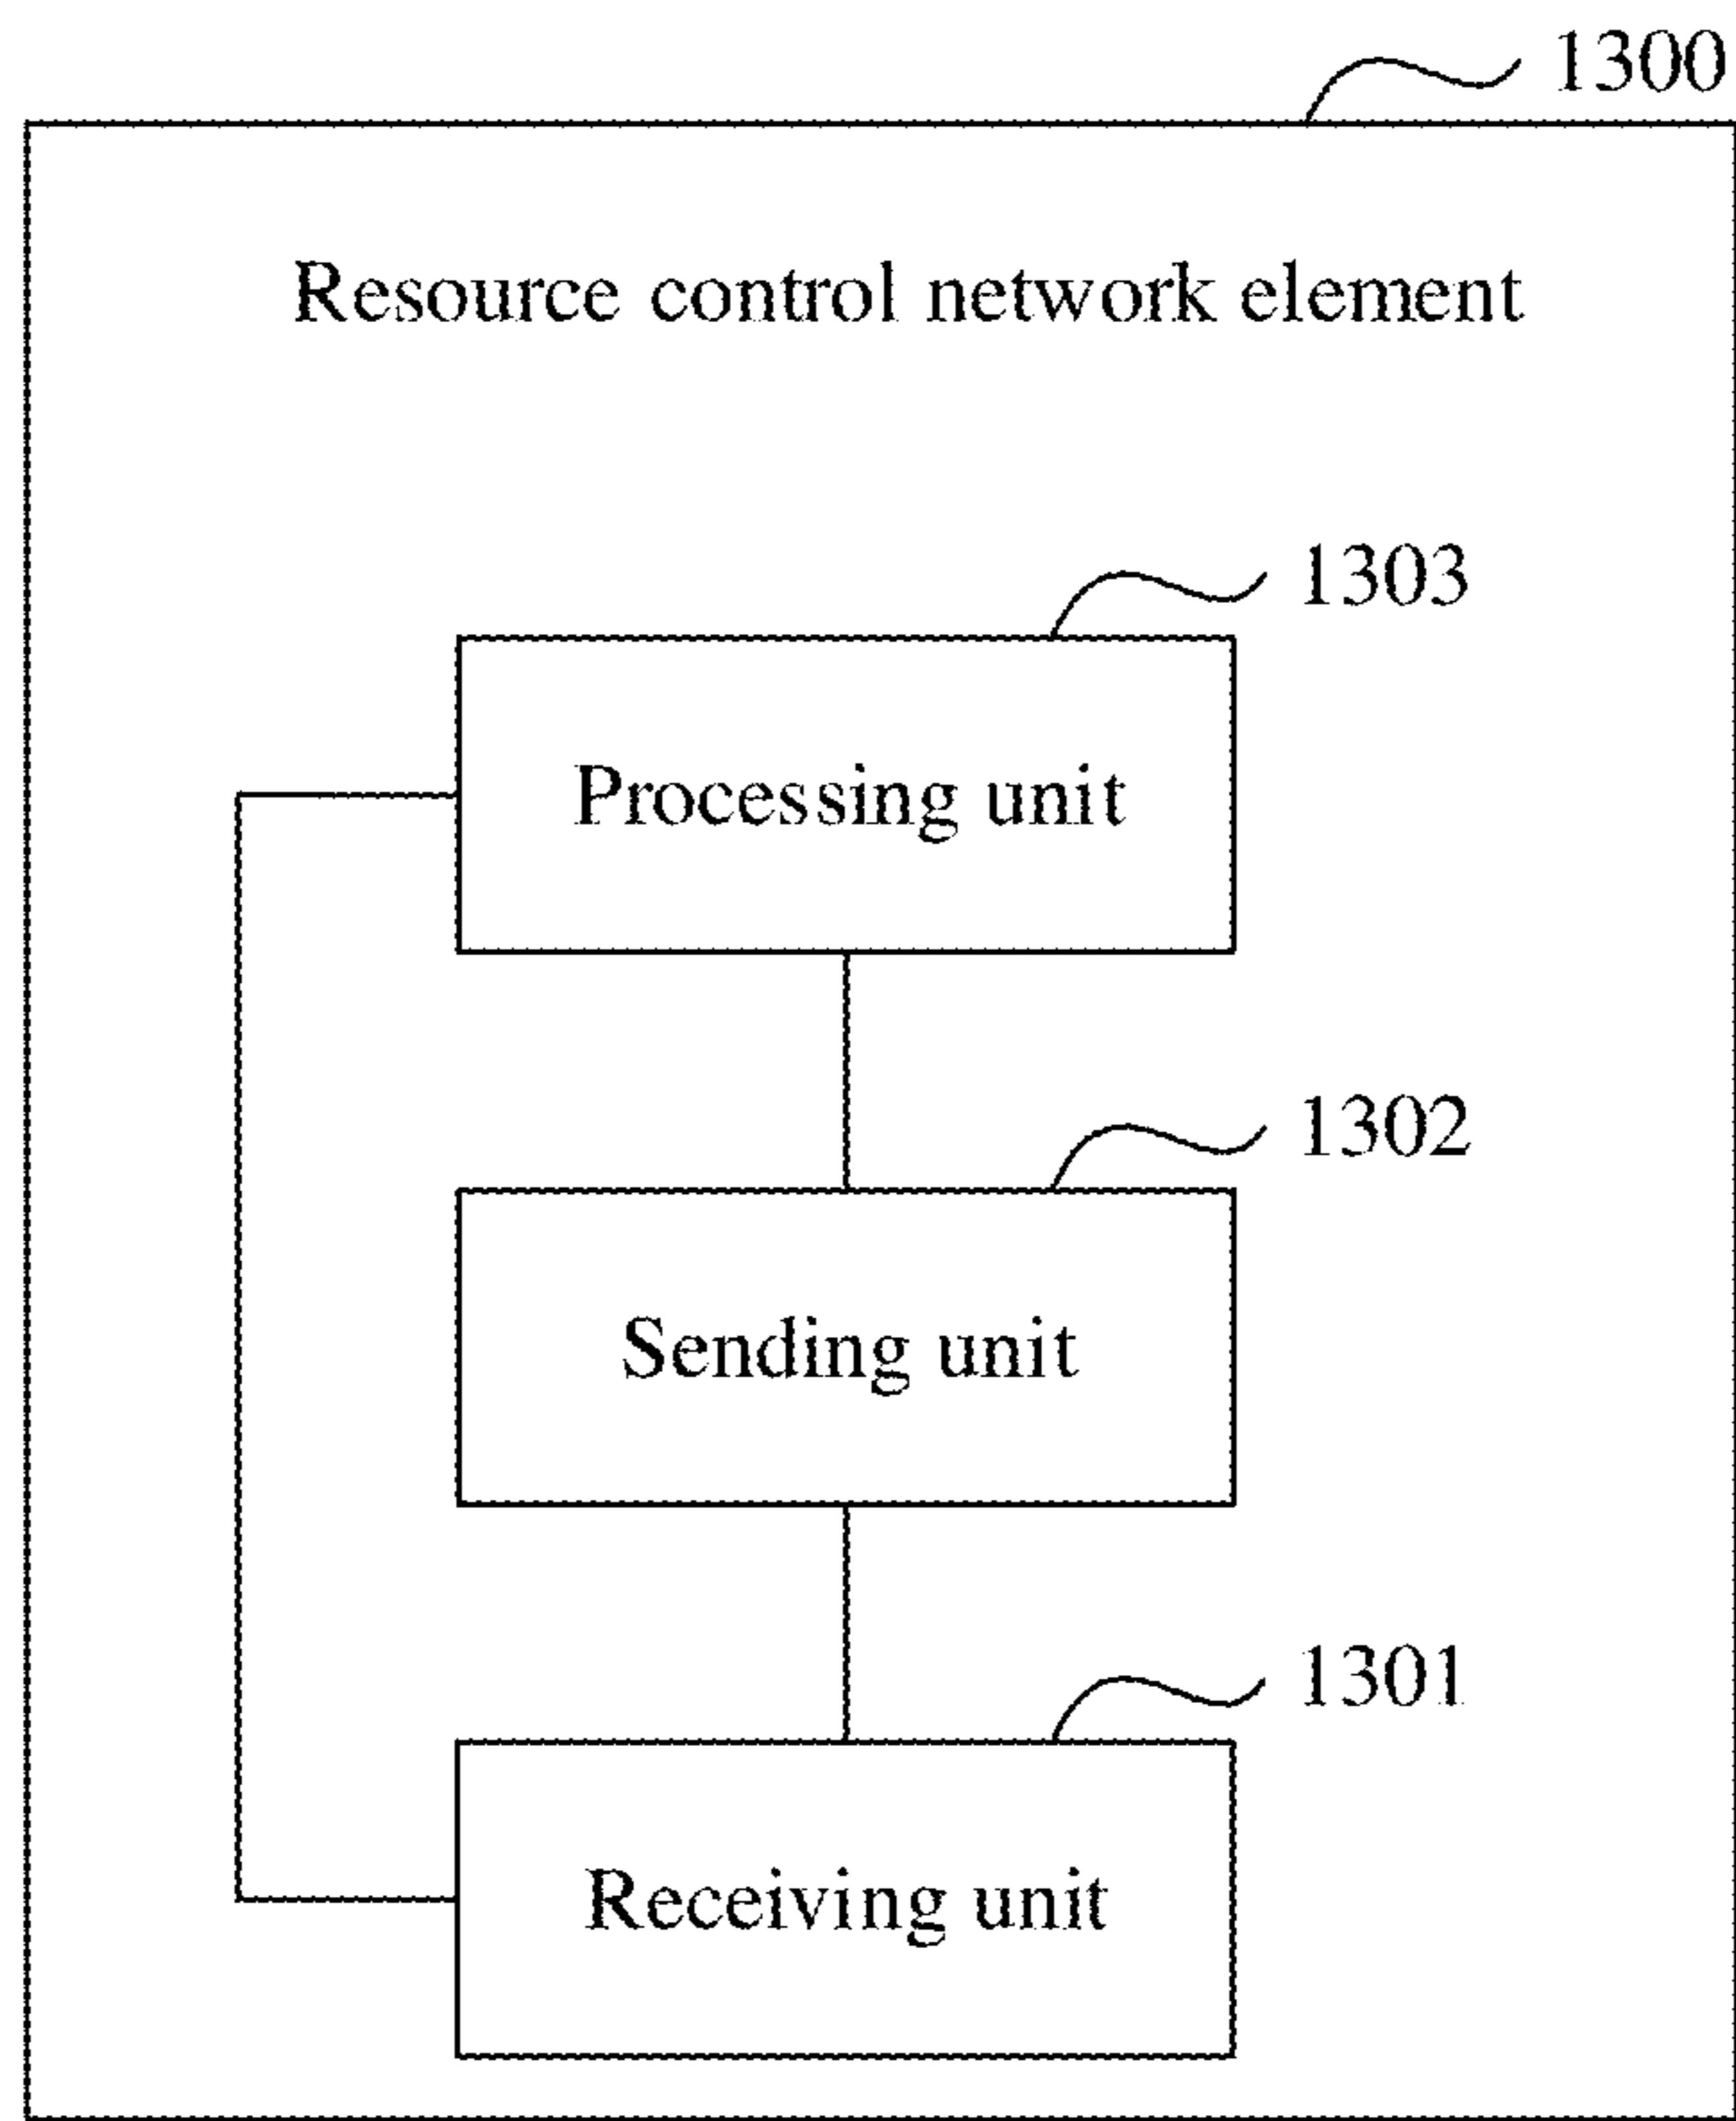 1300
Resource control network element
1303
Processing unit
1302
Sending unit
1301
Receiving unit